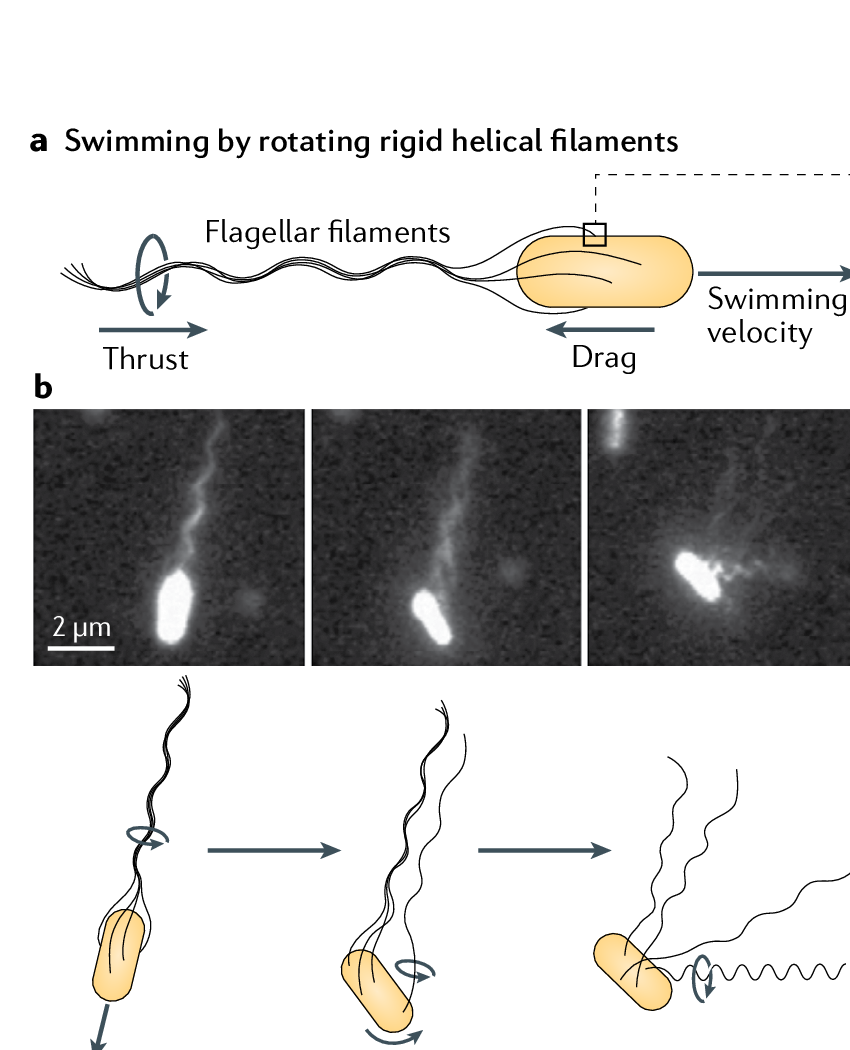 a Swimming by rotating rigid helical filaments
Flagellar filaments
Swimming
velocity
Thrust
Drag
b
2 µm